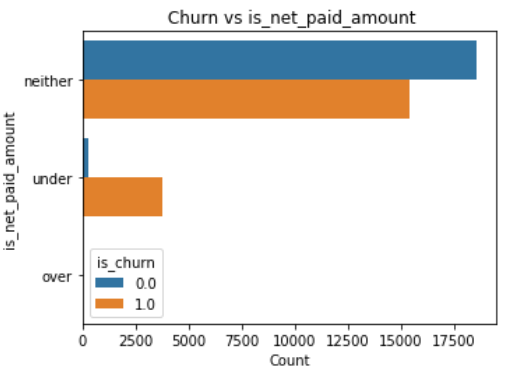 Churn vs is_net_paid_amount
is_net_paid_amount
neither
under
over
is_churn
0.0
1.0
0 2500 5000 7500 10000 12500 15000 17500
Count